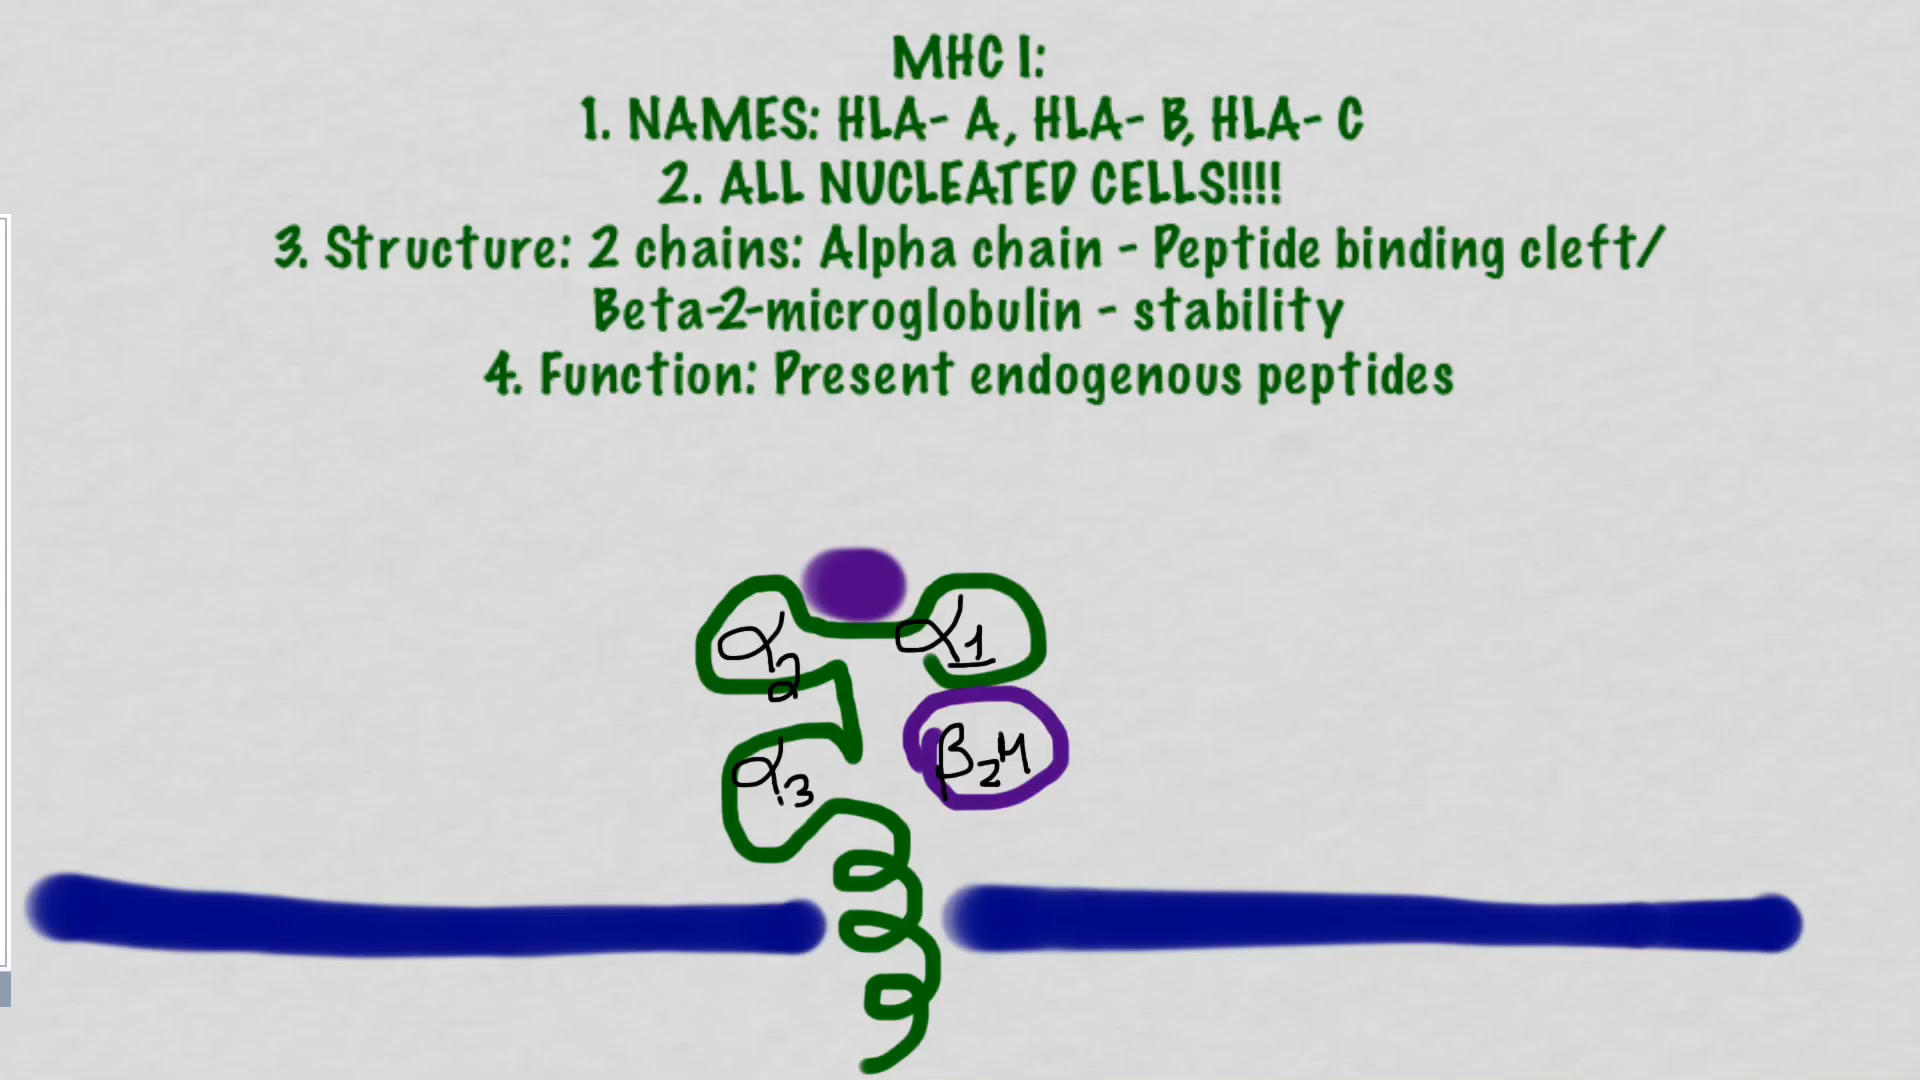 MHC I:
1. NAMES: HLA- A, HLA- B, HLA- C
2. ALL NUCLEATED CELLS!!!!
3. Structure: 2 chains: Alpha chain - Peptide binding cleft/
Beta-2-microglobulin - stability
4. Function: Present endogenous peptides
α2
α1
α3
β2M